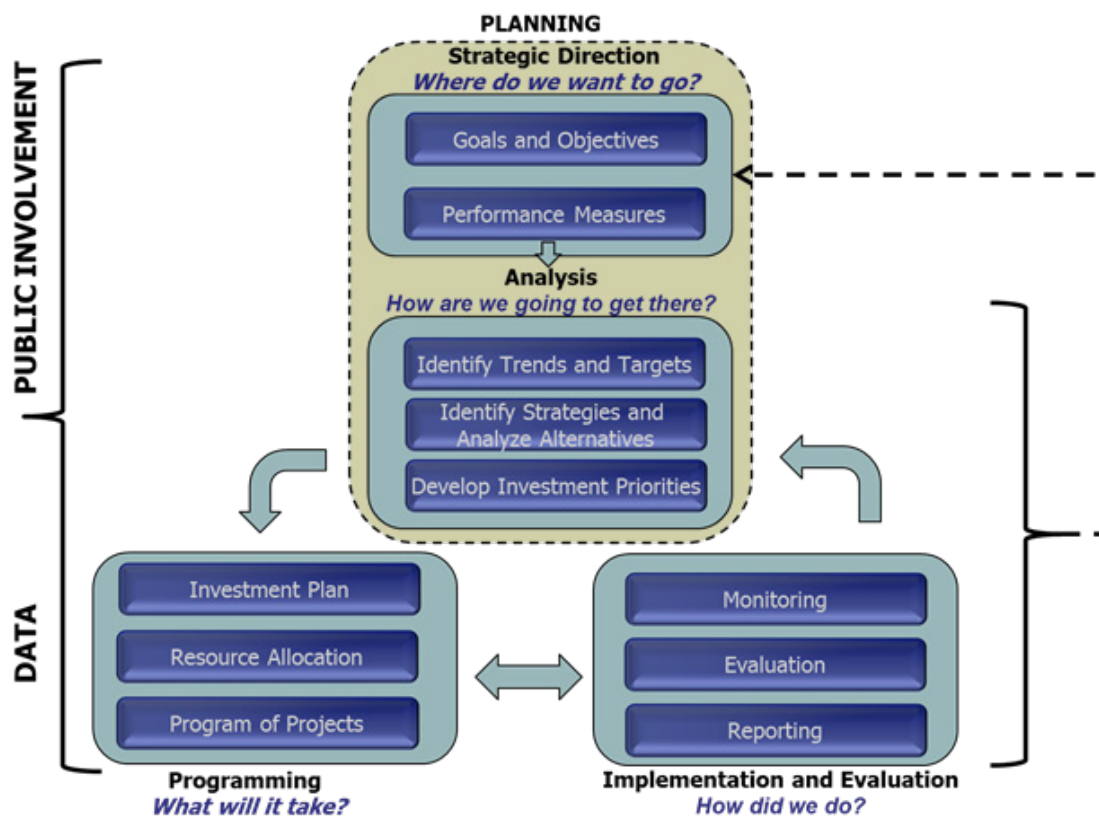 PLANNING
Strategic Direction
Where do we want to go?
Goals and Objectives
Performance Measures
Analysis
How are we going to get there?
Identify Trends and Targets
Identify Strategies and
Analyze Alternatives
Develop Investment Priorities
PUBLIC INVOLVEMENT
DATA
Investment Plan
Resource Allocation
Program of Projects
Programming
What will it take?
Monitoring
Evaluation
Reporting
Implementation and Evaluation
How did we do?